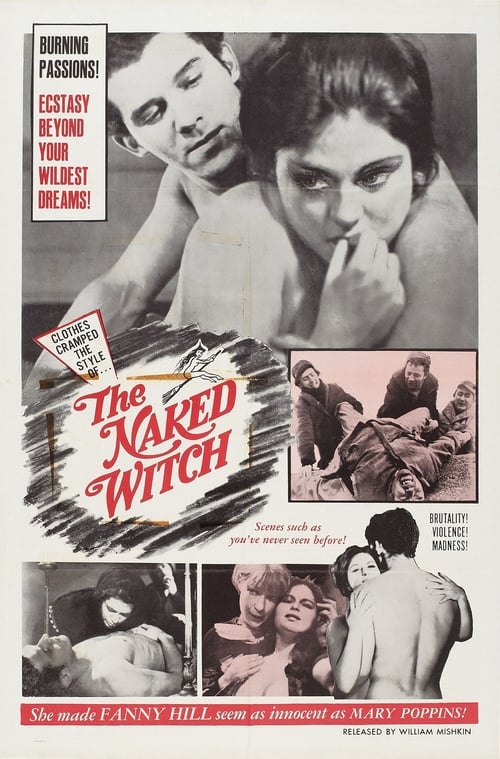 BURNING
PASSIONS!
ECSTASY
BEYOND
YOUR
WILDEST
DREAMS!
CLOTHES
CRAMPED
THE
STYLE
OF...
The
NAKED
WITCH
Scenes such as
you've never seen before!
BRUTALITY!
VIOLENCE!
MADNESS!
She made FANNY HILL seem as innocent as MARY POPPINS!
RELEASED BY WILLIAM MISHKIN